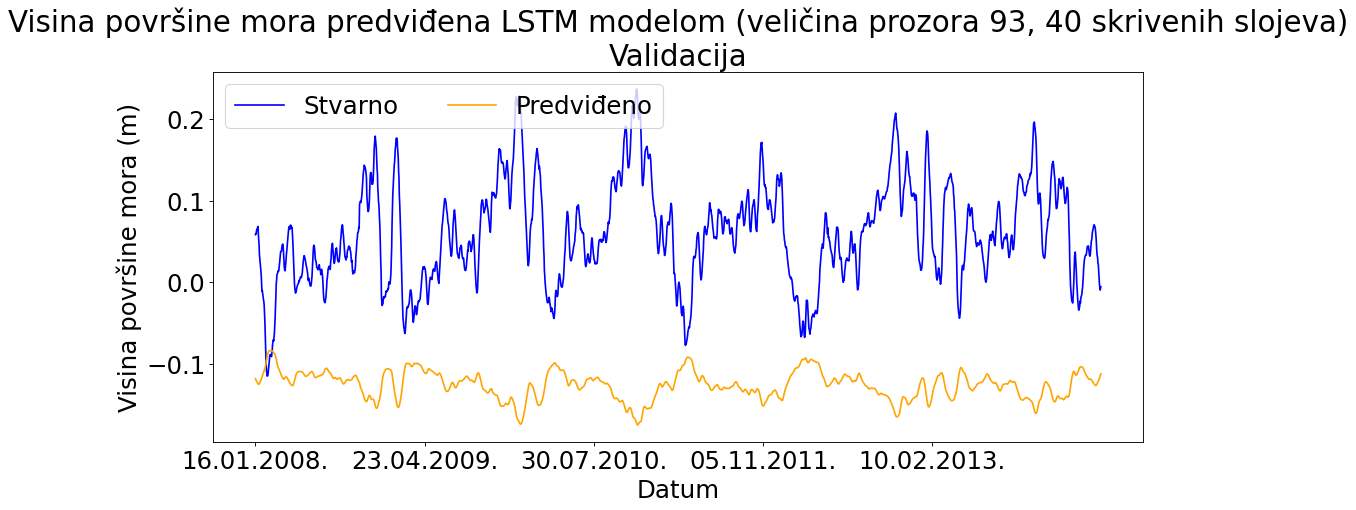 Visina površine mora predviđena LSTM modelom (veličina prozora 93, 40 skrivenih slojeva)
Validacija
Stvarno Predviđeno
Visina površine mora (m)
0.2
0.1
0.0
−0.1
16.01.2008. 23.04.2009. 30.07.2010. 05.11.2011. 10.02.2013.
Datum